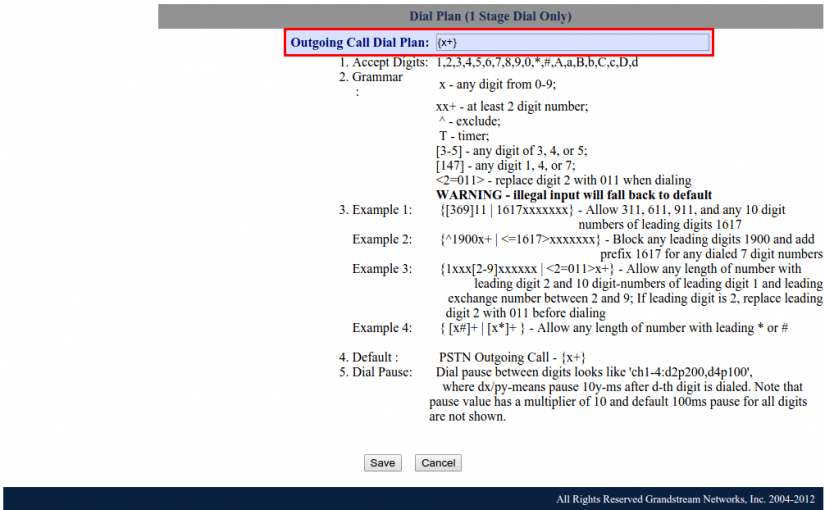 Dial Plan (1 Stage Dial Only)
Outgoing Call Dial Plan: {x+}
1. Accept Digits: 1,2,3,4,5,6,7,8,9,0,*,#,A,a,B,b,C,c,D,d
2. Grammar
:
x - any digit from 0-9;
xx+ - at least 2 digit number;
^ - exclude;
T - timer;
[3-5] - any digit of 3, 4, or 5;
[147] - any digit 1, 4, or 7;
<2=011> - replace digit 2 with 011 when dialing
WARNING - illegal input will fall back to default
3. Example 1: {[369]11 | 1617xxxxxxx} - Allow 311, 611, 911, and any 10 digit
numbers of leading digits 1617
Example 2: {^1900x+ | <=1617>xxxxxxx} - Block any leading digits 1900 and add
prefix 1617 for any dialed 7 digit numbers
Example 3: {1xxx[2-9]xxxxxx | <2=011>x+} - Allow any length of number with
leading digit 2 and 10 digit-numbers of leading digit 1 and leading
exchange number between 2 and 9; If leading digit is 2, replace leading
digit 2 with 011 before dialing
Example 4: { [x#]+ | [x*]+ } - Allow any length of number with leading * or #
4. Default : PSTN Outgoing Call - {x+}
5. Dial Pause: Dial pause between digits looks like 'ch1-4:d2p200,d4p100',
where dx/py-means pause 10y-ms after d-th digit is dialed. Note that
pause value has a multiplier of 10 and default 100ms pause for all digits
are not shown.
Save Cancel
All Rights Reserved Grandstream Networks, Inc. 2004-2012